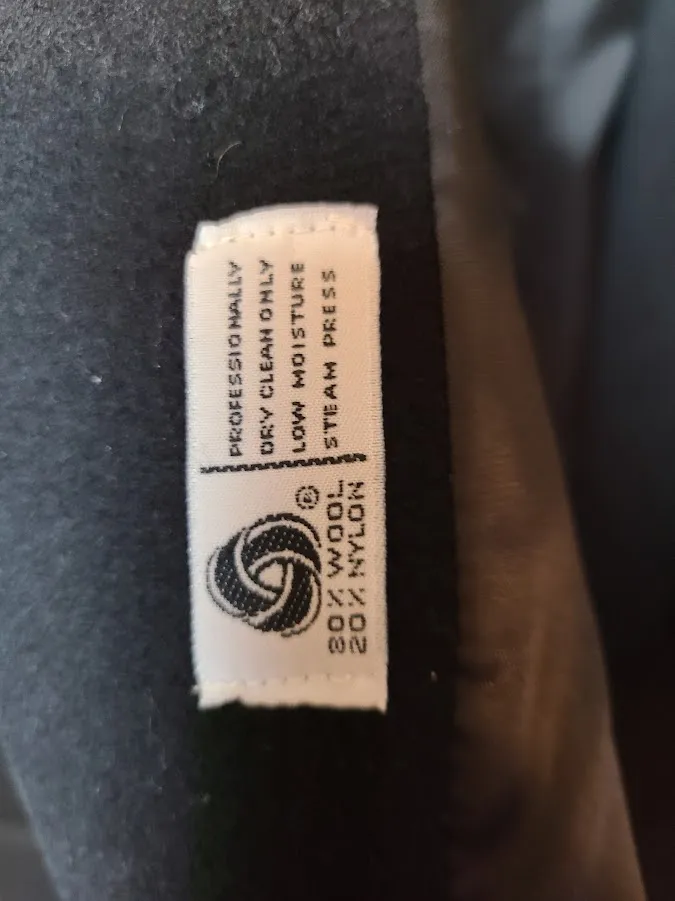 PROFESSIONALLY
DRY CLEAN ONLY
LOW MOISTURE
STEAM PRESS
®
80% WOOL
20% NYLON